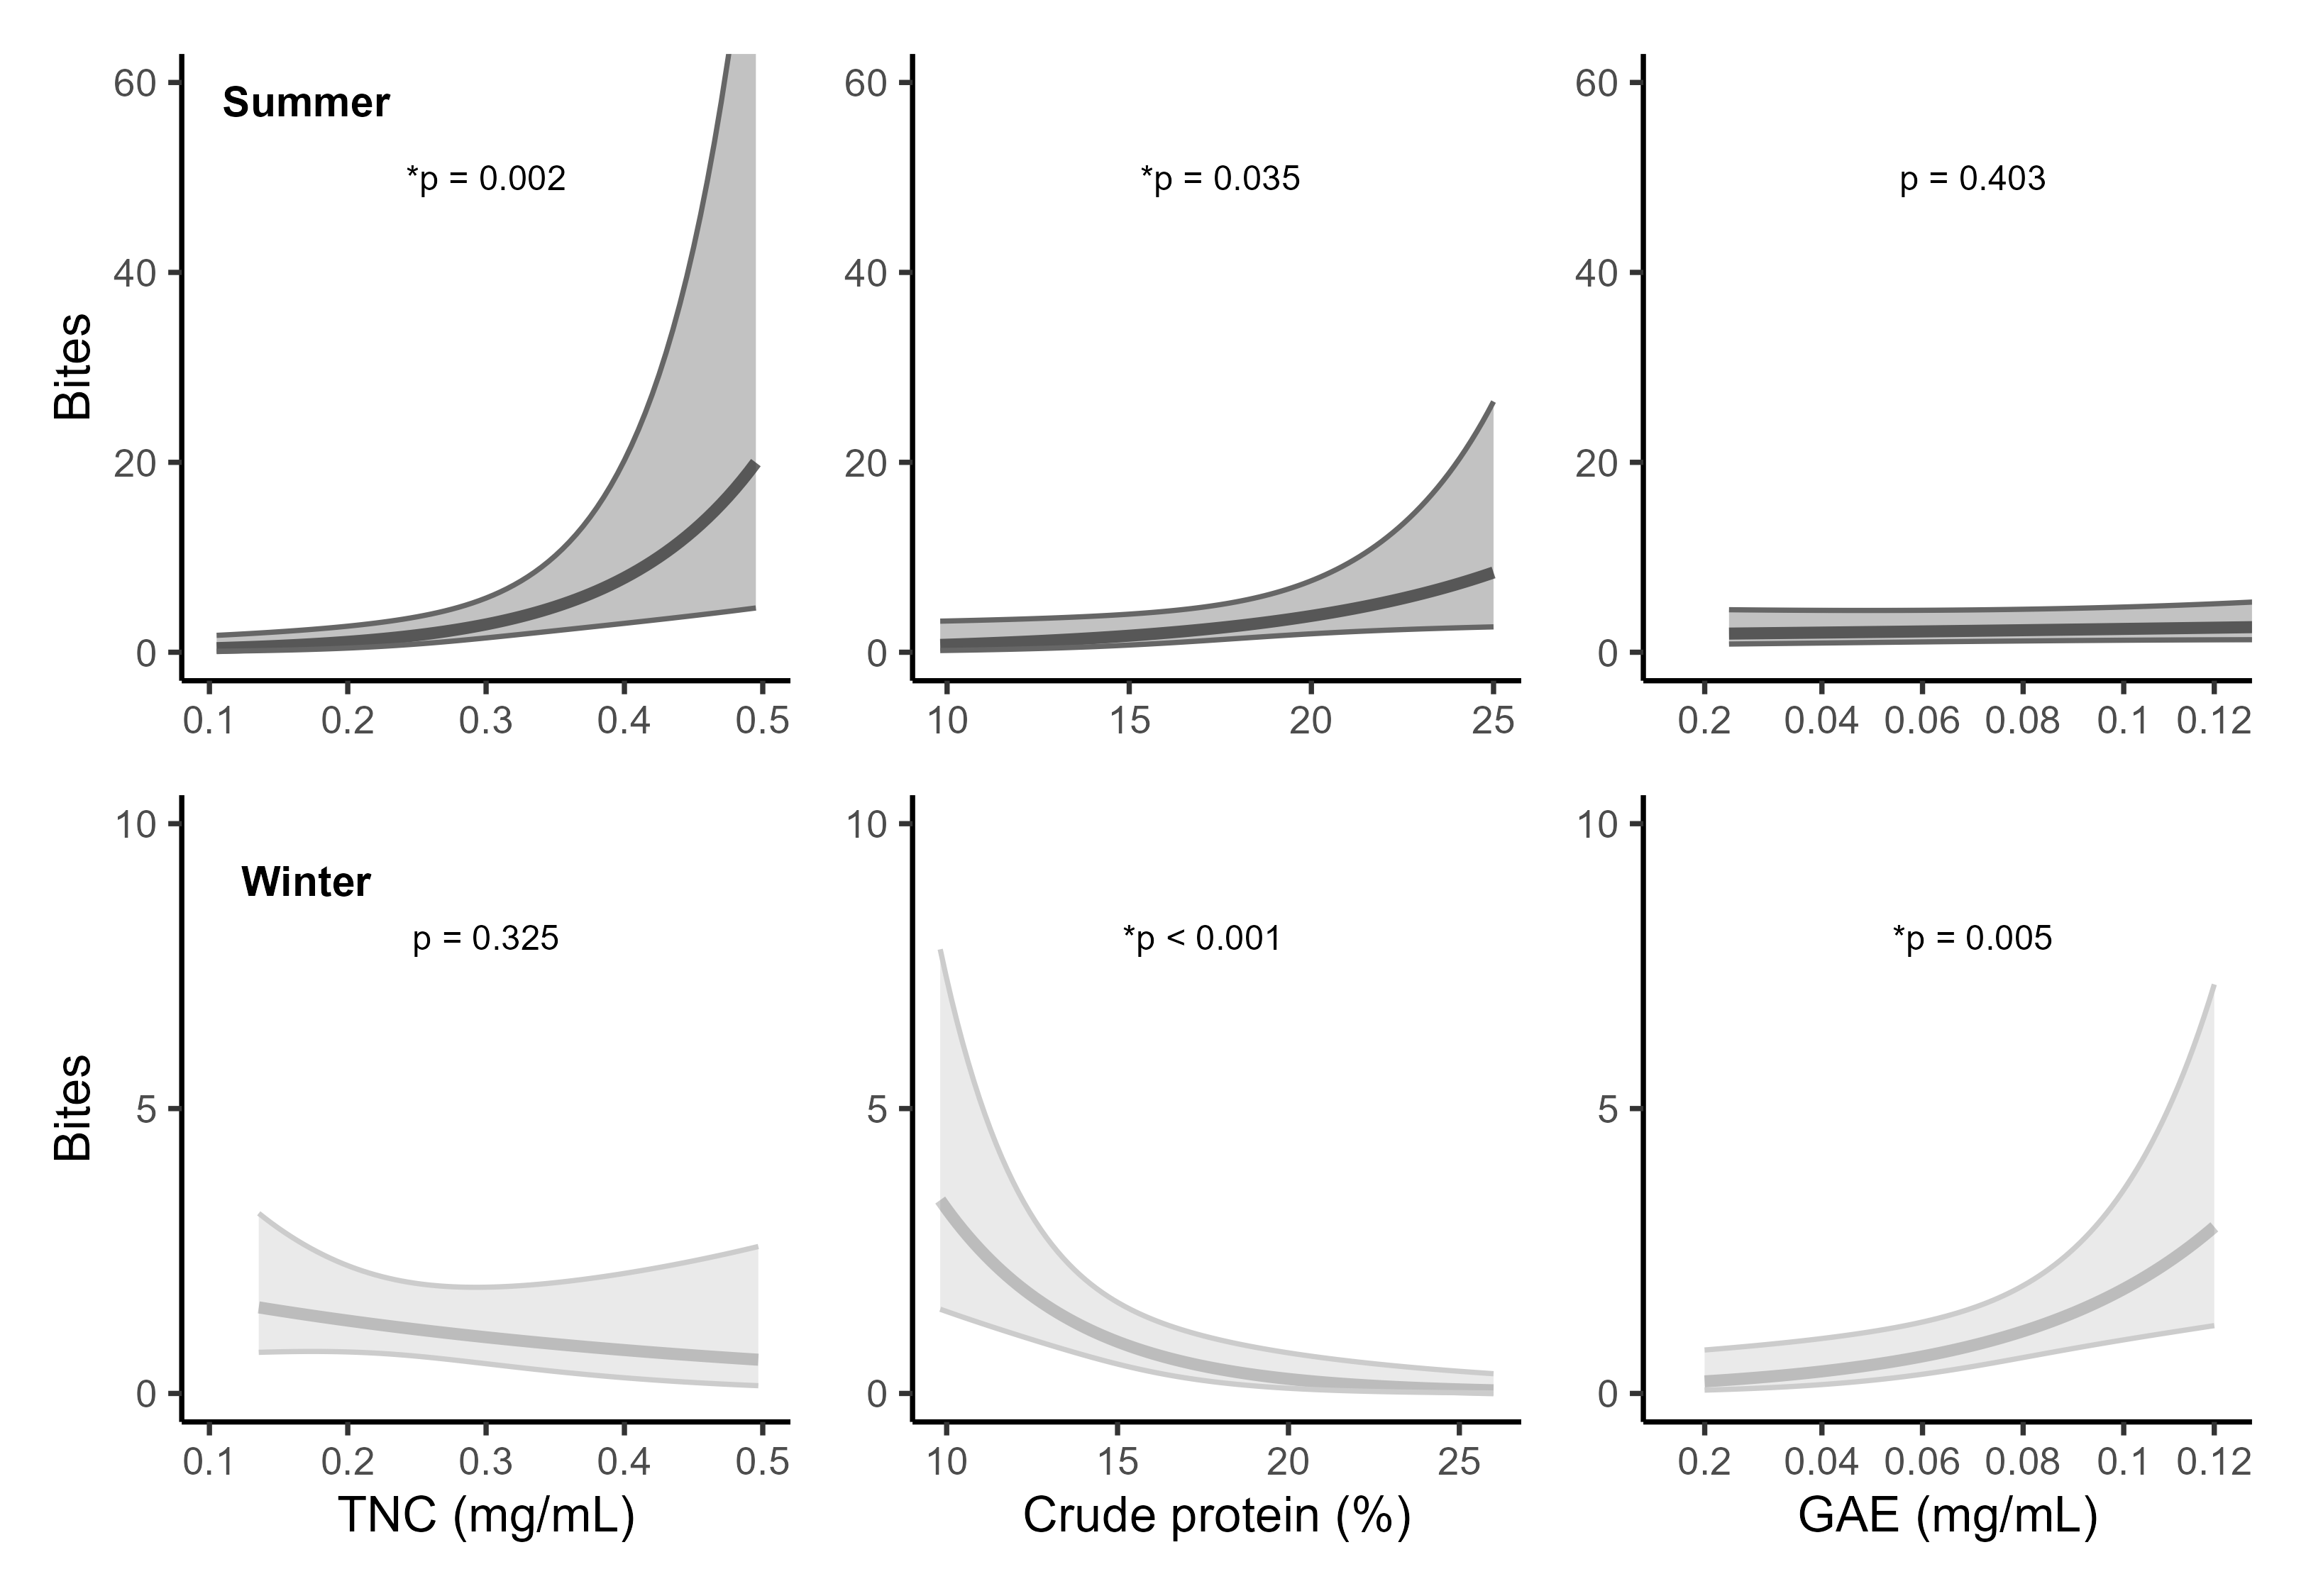 60
Summer
*p = 0.002
40
20
0
0.1 0.2 0.3 0.4 0.5
Bites
60
*p = 0.035
40
20
0
10 15 20 25
60
p = 0.403
40
20
0
0.2 0.04 0.06 0.08 0.1 0.12
10
Winter
p = 0.325
5
0
0.1 0.2 0.3 0.4 0.5
Bites
TNC (mg/mL)
10
*p < 0.001
5
0
10 15 20 25
Crude protein (%)
10
*p = 0.005
5
0
0.2 0.04 0.06 0.08 0.1 0.12
GAE (mg/mL)